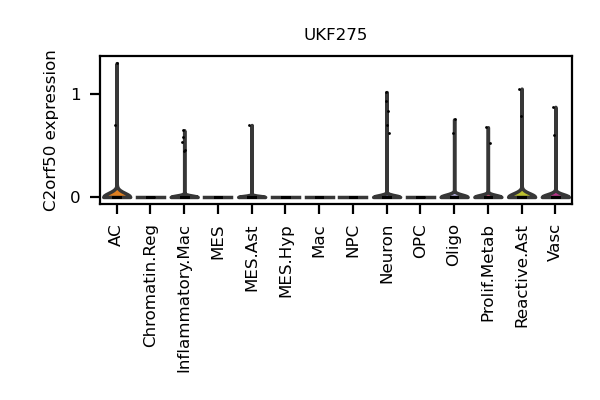 UKF275
C2orf50 expression
1
0
AC
Chromatin.Reg
Inflammatory.Mac
MES
MES.Ast
MES.Hyp
Mac
NPC
Neuron
OPC
Oligo
Prolif.Metab
Reactive.Ast
Vasc